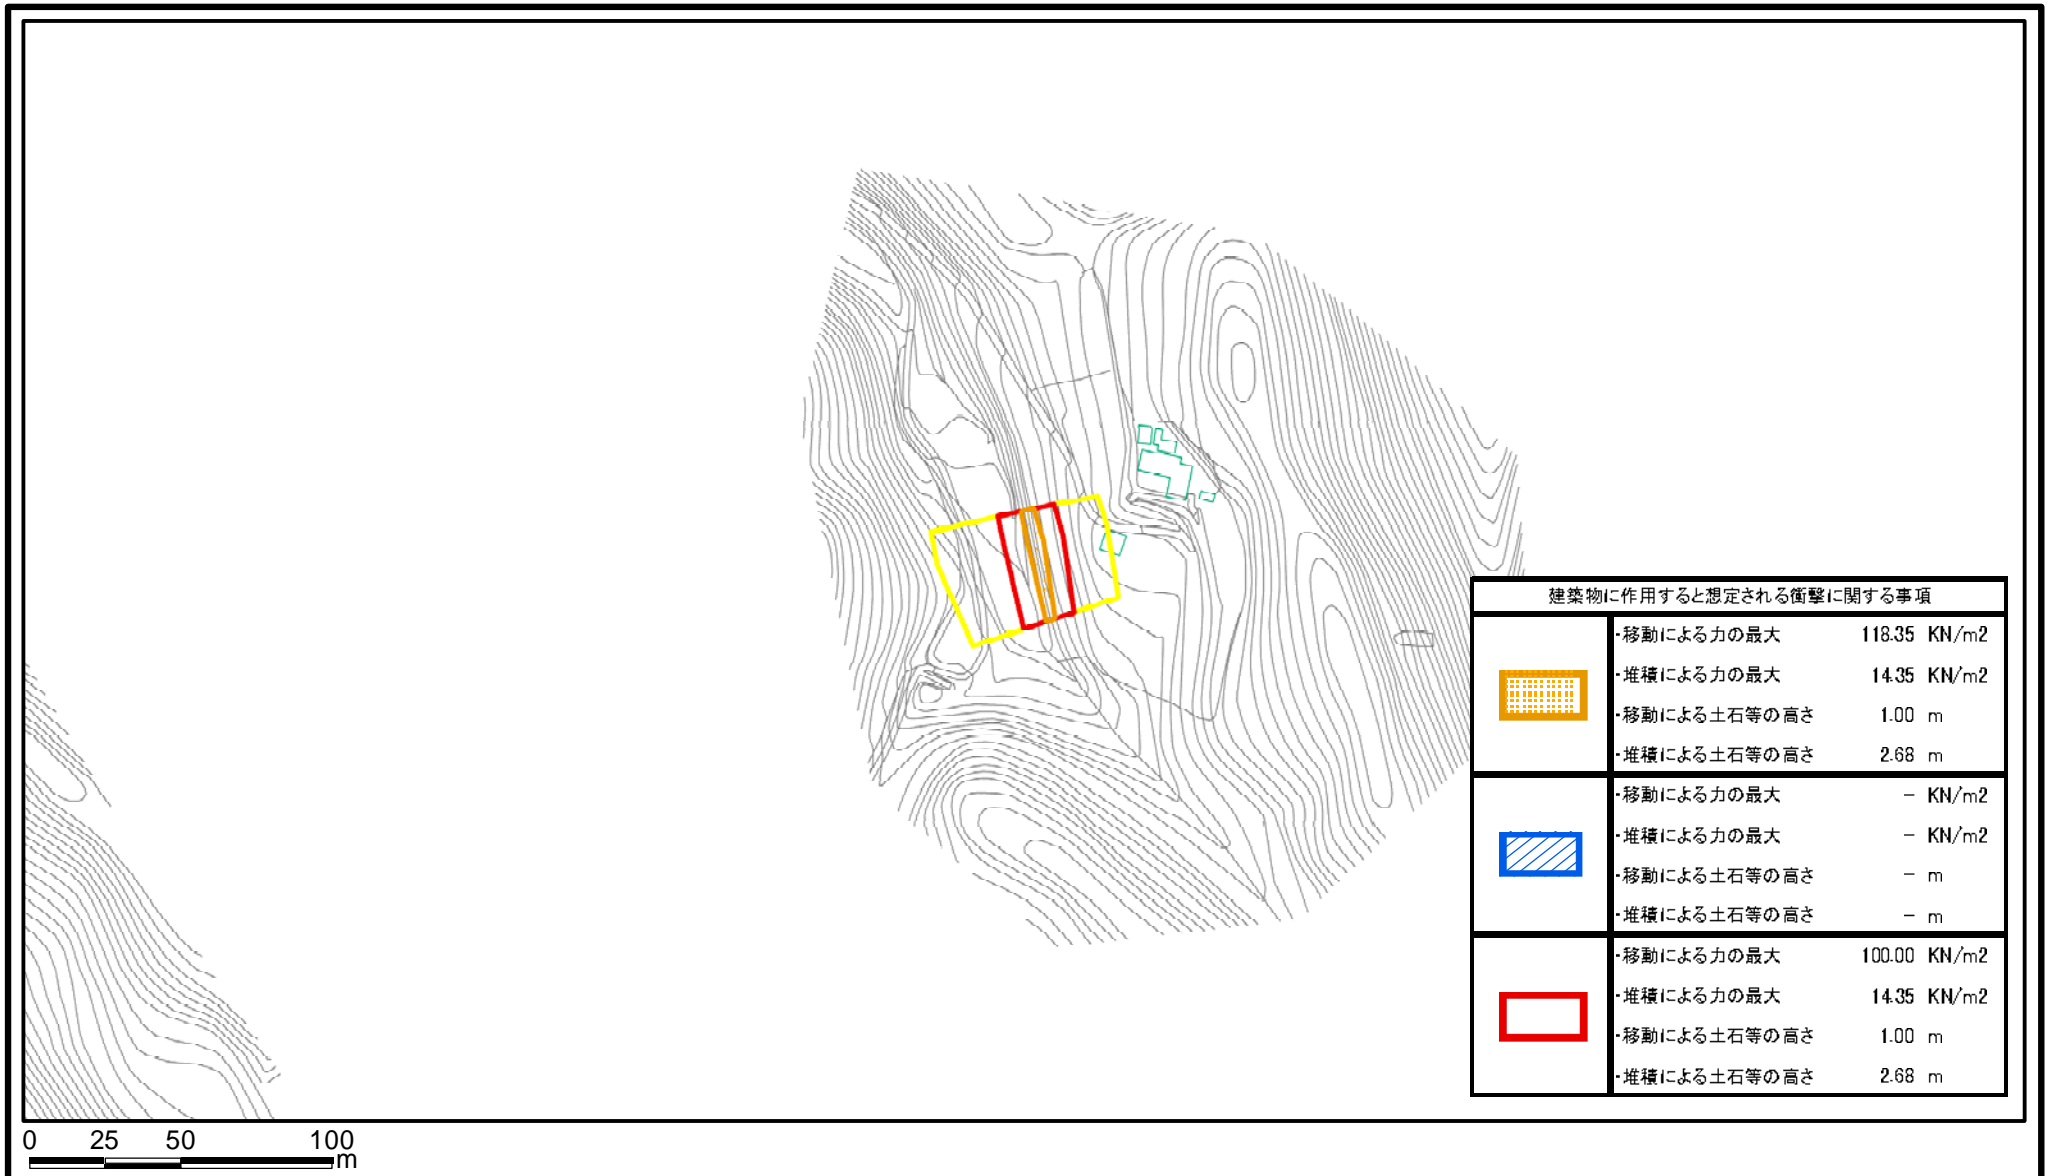 建築物に作用すると想定される衝撃に関する事項
・移動による力の最大 118.35 KN/m2
・堆積による力の最大 14.35 KN/m2
・移動による土石等の高さ 1.00 m
・堆積による土石等の高さ 2.68 m
・移動による力の最大 - KN/m2
・堆積による力の最大 - KN/m2
・移動による土石等の高さ - m
・堆積による土石等の高さ - m
・移動による力の最大 100.00 KN/m2
・堆積による力の最大 14.35 KN/m2
・移動による土石等の高さ 1.00 m
・堆積による土石等の高さ 2.68 m
0 25 50 100
m